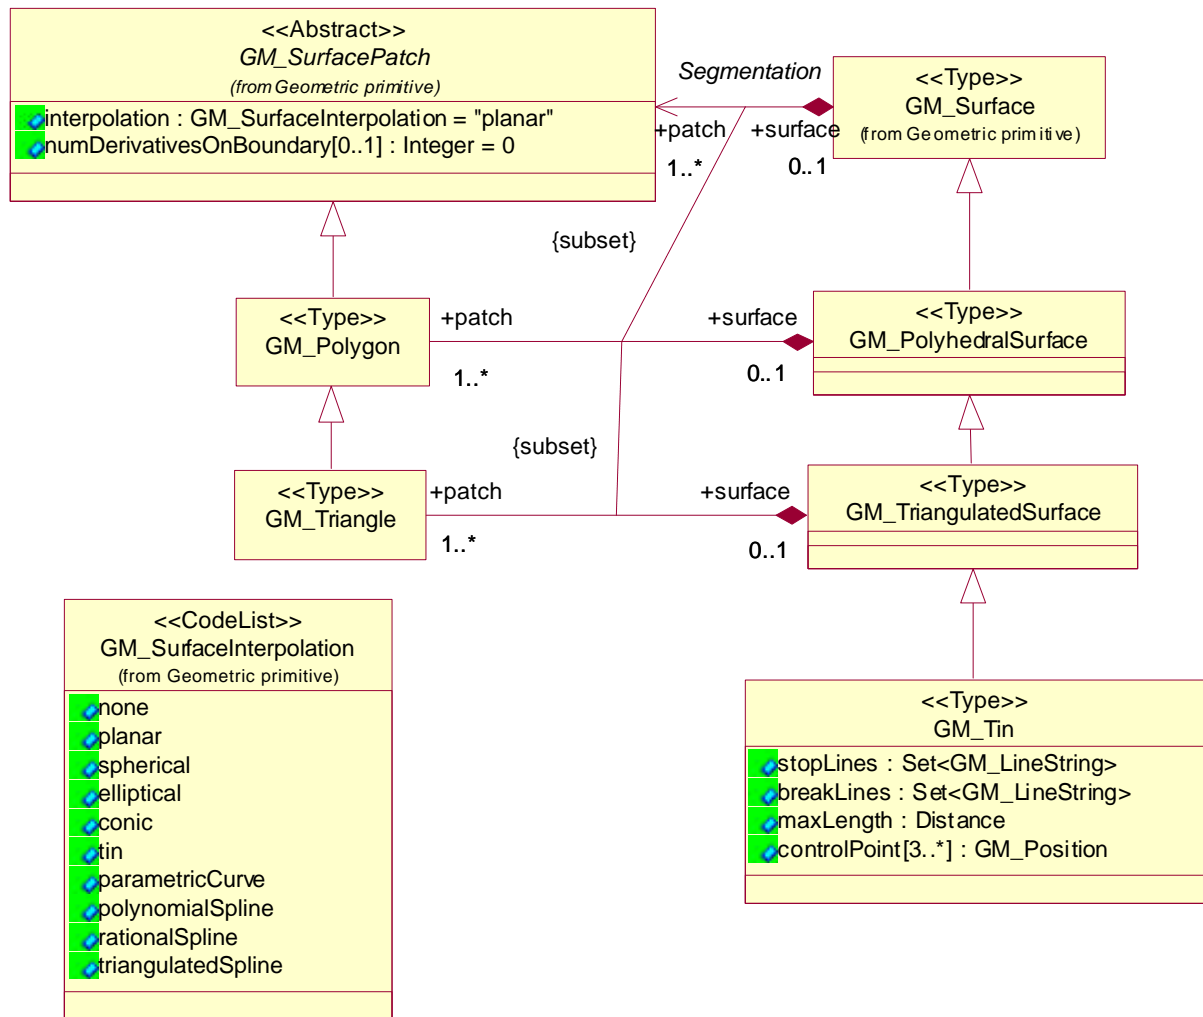 <<Abstract>>
GM_SurfacePatch
(from Geometric primitive)
interpolation : GM_SurfaceInterpolation = "planar"
numDerivativesOnBoundary[0..1] : Integer = 0
Segmentation
+patch
1..*
+surface
0..1
<<Type>>
GM_Surface
(from Geometric primitive)
{subset}
<<Type>>
GM_Polygon
+patch
1..*
+surface
0..1
<<Type>>
GM_PolyhedralSurface
{subset}
<<Type>>
GM_Triangle
+patch
1..*
+surface
0..1
<<Type>>
GM_TriangulatedSurface
<<CodeList>>
GM_SurfaceInterpolation
(from Geometric primitive)
none
planar
spherical
elliptical
conic
tin
parametricCurve
polynomialSpline
rationalSpline
triangulatedSpline
<<Type>>
GM_Tin
stopLines : Set<GM_LineString>
breakLines : Set<GM_LineString>
maxLength : Distance
controlPoint[3..*] : GM_Position